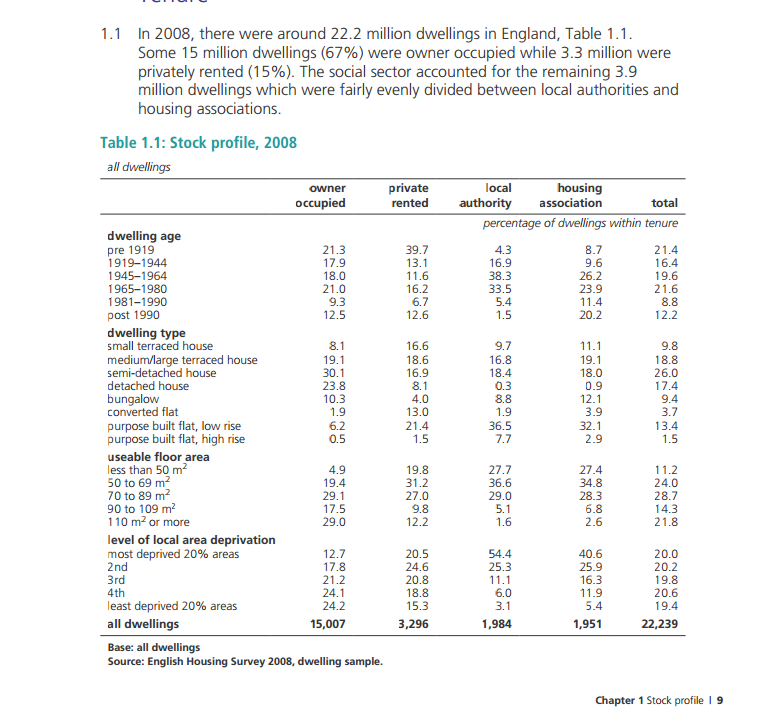 Tenure
1.1 In 2008, there were around 22.2 million dwellings in England, Table 1.1.
Some 15 million dwellings (67%) were owner occupied while 3.3 million were
privately rented (15%). The social sector accounted for the remaining 3.9
million dwellings which were fairly evenly divided between local authorities and
housing associations.
Table 1.1: Stock profile, 2008
all dwellings
owner private local housing
occupied rented authority association total
percentage of dwellings within tenure
dwelling age
pre 1919 21.3 39.7 4.3 8.7 21.4
1919–1944 17.9 13.1 16.9 9.6 16.4
1945–1964 18.0 11.6 38.3 26.2 19.6
1965–1980 21.0 16.2 33.5 23.9 21.6
1981–1990 9.3 6.7 5.4 11.4 8.8
post 1990 12.5 12.6 1.5 20.2 12.2
dwelling type
small terraced house 8.1 16.6 9.7 11.1 9.8
medium/large terraced house 19.1 18.6 16.8 19.1 18.8
semi-detached house 30.1 16.9 18.4 18.0 26.0
detached house 23.8 8.1 0.3 0.9 17.4
bungalow 10.3 4.0 8.8 12.1 9.4
converted flat 1.9 13.0 1.9 3.9 3.7
purpose built flat, low rise 6.2 21.4 36.5 32.1 13.4
purpose built flat, high rise 0.5 1.5 7.7 2.9 1.5
useable floor area
less than 50 m² 4.9 19.8 27.7 27.4 11.2
50 to 69 m² 19.4 31.2 36.6 34.8 24.0
70 to 89 m² 29.1 27.0 29.0 28.3 28.7
90 to 109 m² 17.5 9.8 5.1 6.8 14.3
110 m² or more 29.0 12.2 1.6 2.6 21.8
level of local area deprivation
most deprived 20% areas 12.7 20.5 54.4 40.6 20.0
2nd 17.8 24.6 25.3 25.9 20.2
3rd 21.2 20.8 11.1 16.3 19.8
4th 24.1 18.8 6.0 11.9 20.6
least deprived 20% areas 24.2 15.3 3.1 5.4 19.4
all dwellings 15,007 3,296 1,984 1,951 22,239
Base: all dwellings
Source: English Housing Survey 2008, dwelling sample.
Chapter 1 Stock profile | 9